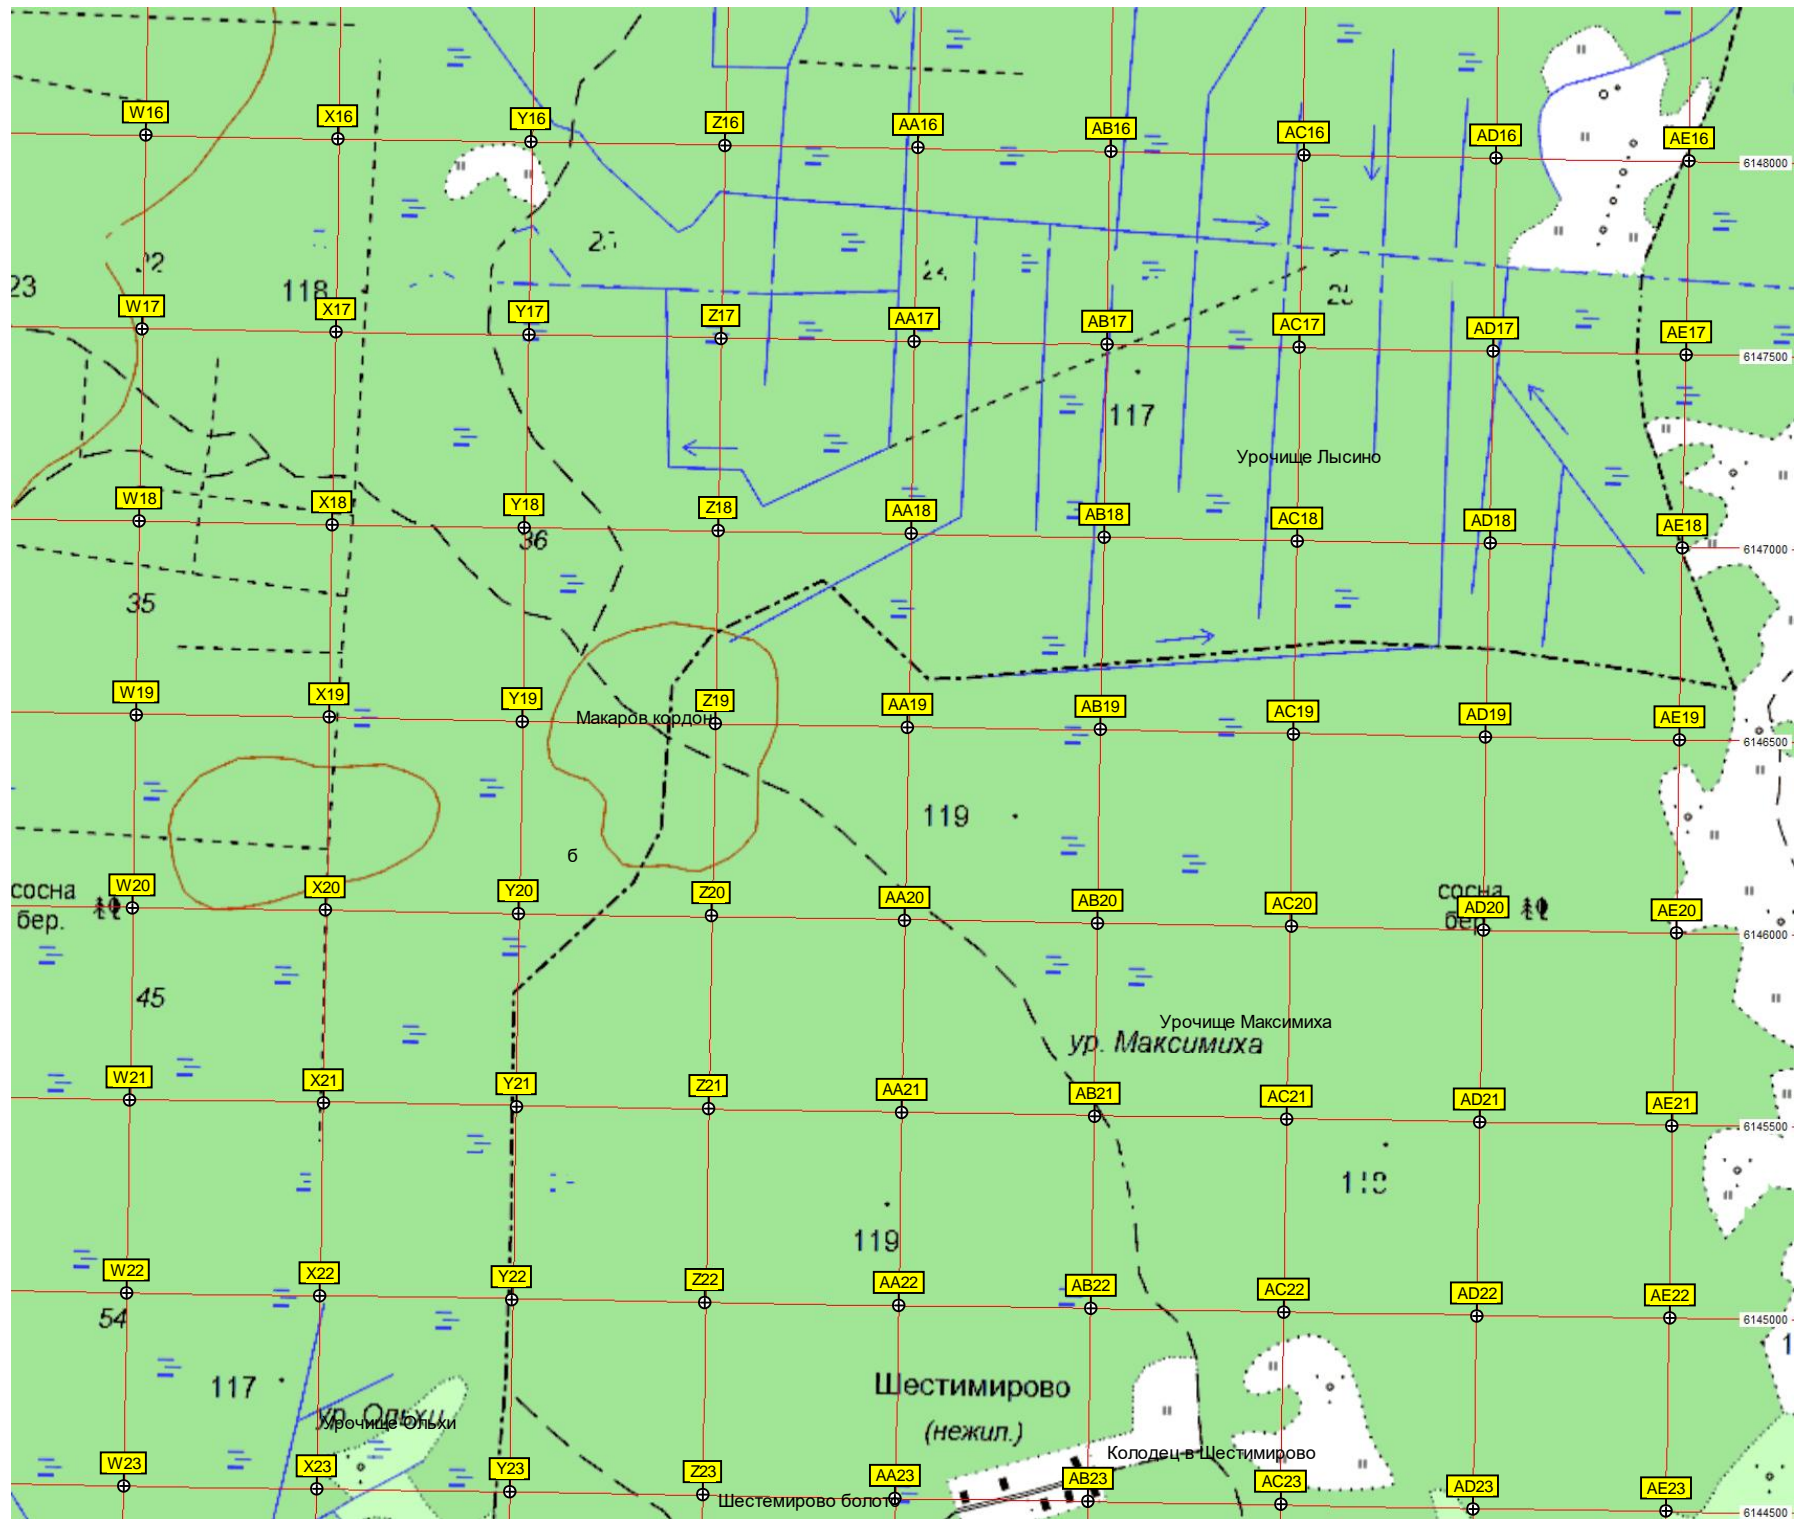 W16 X16 Y16 Z16 AA16 AB16 AC16 AD16 AE16
6148000
23 118
W17 X17 Y17 Z17 AA17 AB17 AC17 AD17 AE17
6147500
117
Урочище Лысино
W18 X18 Y18 Z18 AA18 AB18 AC18 AD18 AE18
36
6147000
35
W19 X19 Y19 Z19 AA19 AB19 AC19 AD19 AE19
Макаров кордон
6146500
119
б
сосна
бер.
сосна
бер.
W20 X20 Y20 Z20 AA20 AB20 AC20 AD20 AE20
6146000
45
Урочище Максимиха
ур. Максимиха
W21 X21 Y21 Z21 AA21 AB21 AC21 AD21 AE21
6145500
119
W22 X22 Y22 Z22 AA22 AB22 AC22 AD22 AE22
54
6145000
117
Шестимирово
(нежил.)
ур. Ольхи
Урочище Ольхи
Колодец в Шестимирово
W23 X23 Y23 Z23 AA23 AB23 AC23 AD23 AE23
Шестемирово болото
6144500